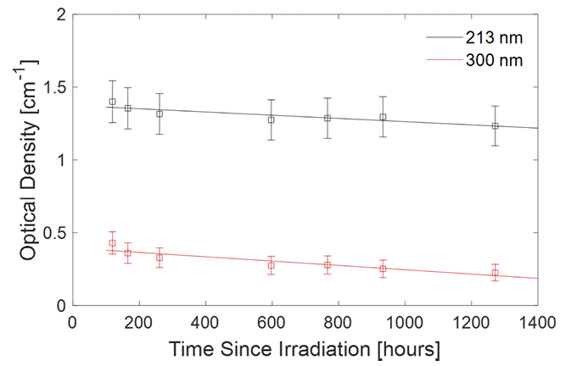 2
1.5
1
0.5
0
0 200 400 600 800 1000 1200 1400
Optical Density [cm⁻¹]
Time Since Irradiation [hours]
213 nm
300 nm